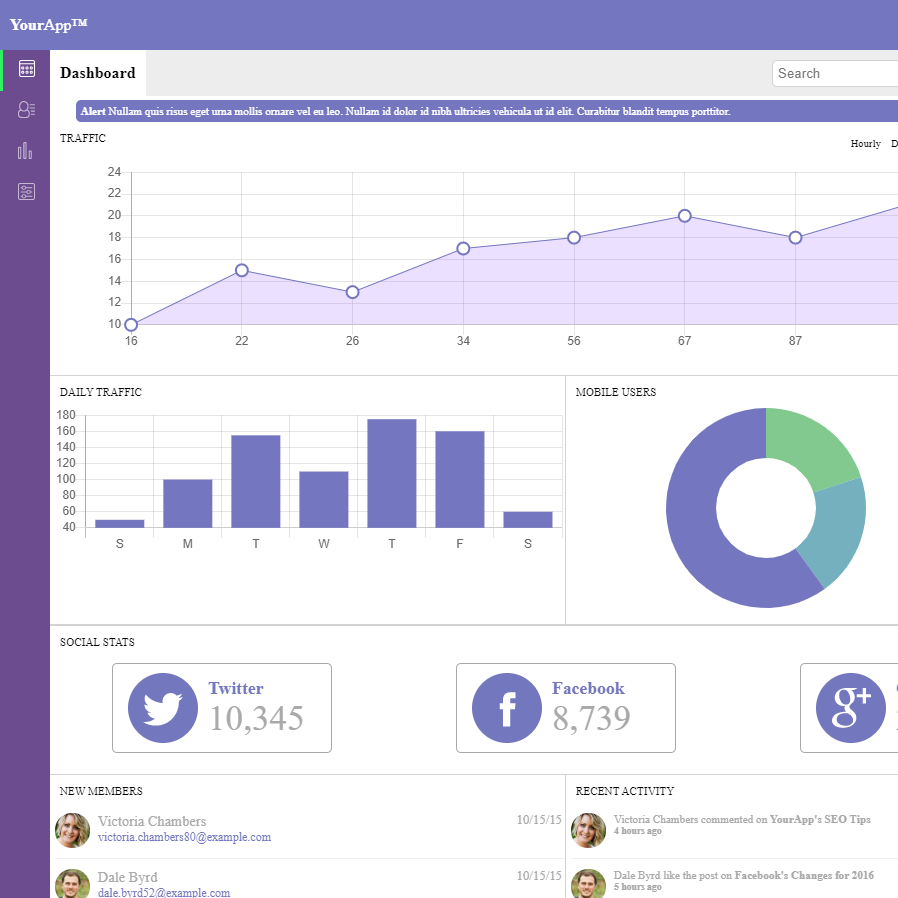 YourApp™
Dashboard
Search
Alert Nullam quis risus eget urna mollis ornare vel eu leo. Nullam id dolor id nibh ultricies vehicula ut id elit. Curabitur blandit tempus porttitor.
TRAFFIC
Hourly D
24
22
20
18
16
14
12
10
16 22 26 34 56 67 87
DAILY TRAFFIC
180
160
140
120
100
80
60
40
S M T W T F S
MOBILE USERS
SOCIAL STATS
Twitter
10,345
Facebook
8,739
g+
NEW MEMBERS
Victoria Chambers 10/15/15
victoria.chambers80@example.com
Dale Byrd 10/15/15
dale.byrd52@example.com
RECENT ACTIVITY
Victoria Chambers commented on YourApp's SEO Tips
4 hours ago
Dale Byrd like the post on Facebook's Changes for 2016
5 hours ago